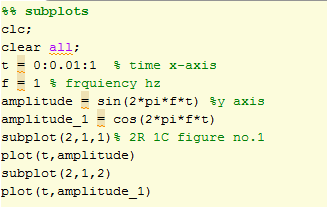 %% subplots
clc;
clear all;
t = 0:0.01:1  % time x-axis
f = 1 % frquiency hz
amplitude = sin(2*pi*f*t) %y axis
amplitude_1 = cos(2*pi*f*t)
subplot(2,1,1)% 2R 1C figure no.1
plot(t,amplitude)
subplot(2,1,2)
plot(t,amplitude_1)